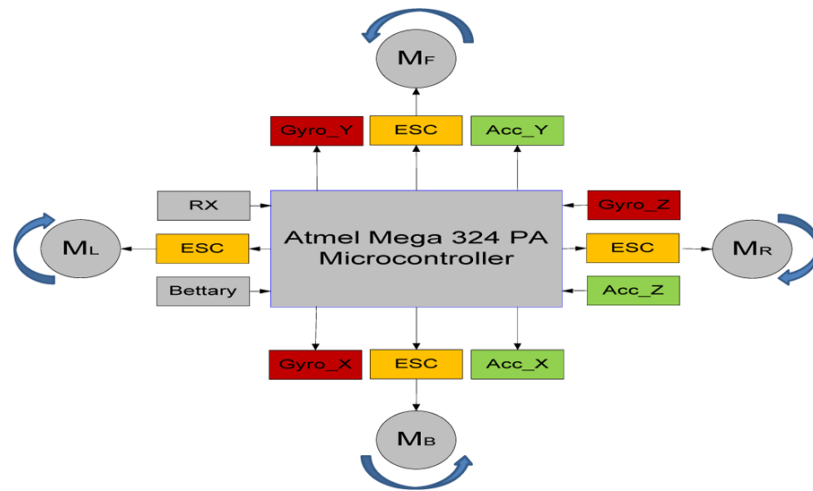 MF
Gyro_Y
ESC
Acc_Y
RX
Gyro_Z
ML
ESC
Atmel Mega 324 PA
Microcontroller
ESC
MR
Bettary
Acc_Z
Gyro_X
ESC
Acc_X
MB